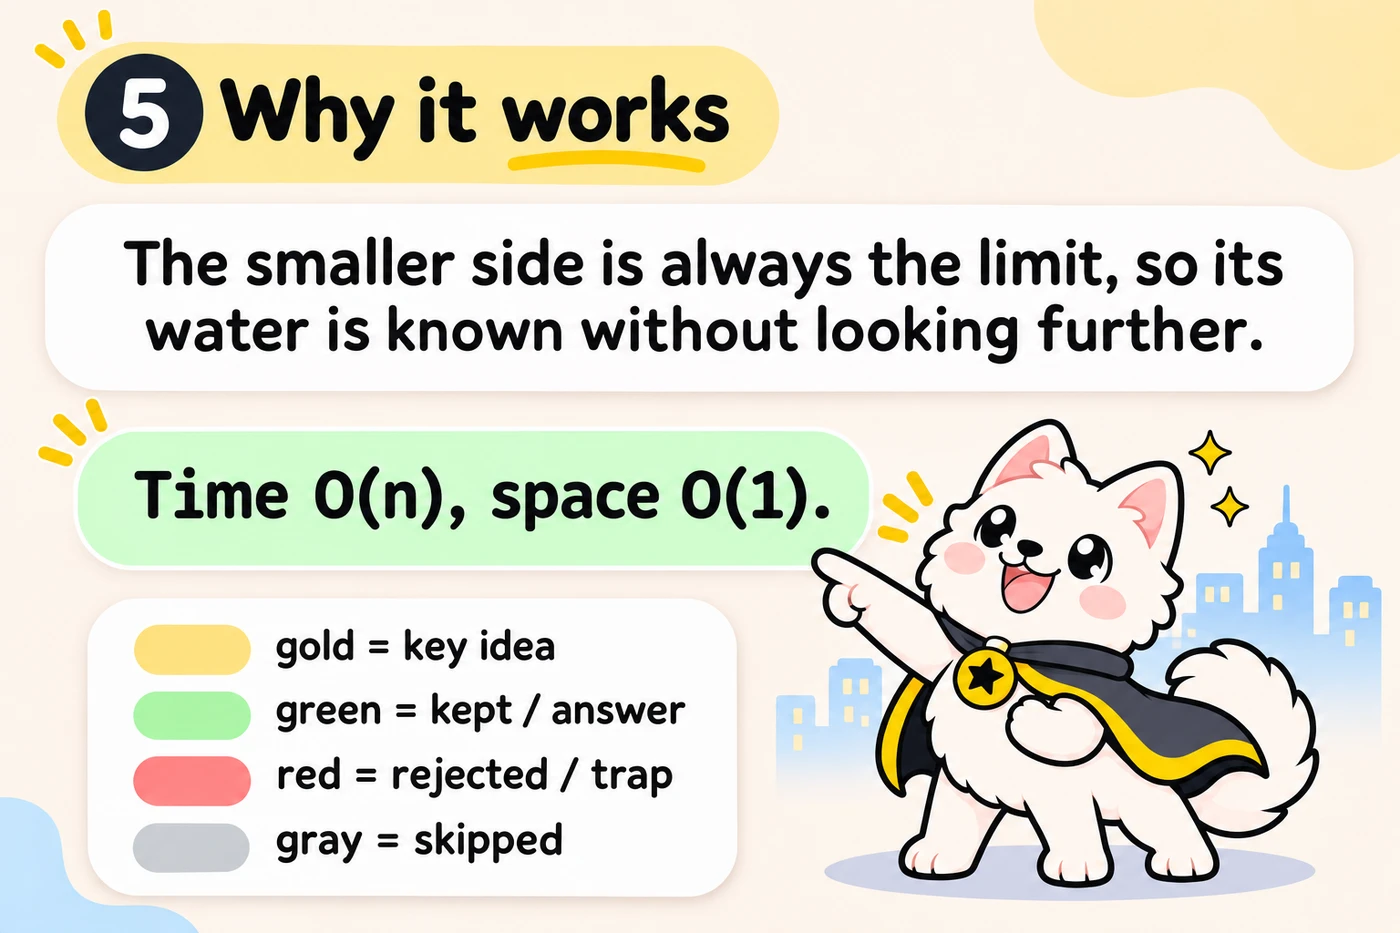 5 Why it works
The smaller side is always the limit, so its
water is known without looking further.
Time O(n), space O(1).
gold = key idea
green = kept / answer
red = rejected / trap
gray = skipped